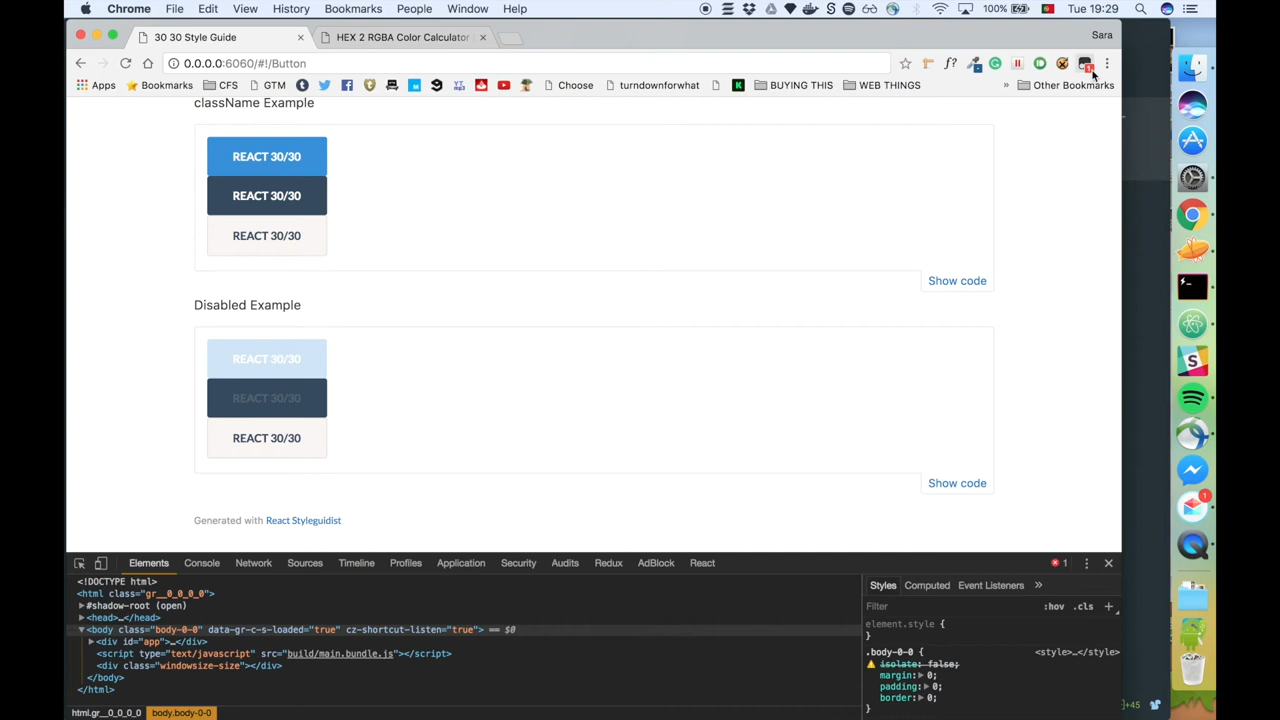 Chrome File Edit View History Bookmarks People Window Help 100% Tue 19:29
30 30 Style Guide × HEX 2 RGBA Color Calculator × Sara
0.0.0.0:6060/#!/Button f?
Apps Bookmarks CFS GTM Choose turndownforwhat BUYING THIS WEB THINGS » Other Bookmarks
className Example
REACT 30/30
REACT 30/30
REACT 30/30
Show code
Disabled Example
REACT 30/30
REACT 30/30
REACT 30/30
Show code
Generated with React Styleguidist
Elements Console Network Sources Timeline Profiles Application Security Audits Redux AdBlock React 1
<!DOCTYPE html>
<html class="gr__0_0_0_0">
#shadow-root (open)
<head>…</head>
<body class="body-0-0" data-gr-c-s-loaded="true" cz-shortcut-listen="true"> == $0
<div id="app">…</div>
<script type="text/javascript" src="build/main.bundle.js"></script>
<div class="windowsize-size"></div>
</body>
</html>
html.gr__0_0_0_0 body.body-0-0
Styles Computed Event Listeners »
Filter :hov .cls +
element.style {
}
.body-0-0 { <style>…</style>
isolate: false;
margin: 0;
padding: 0;
border: 0;
}
+45